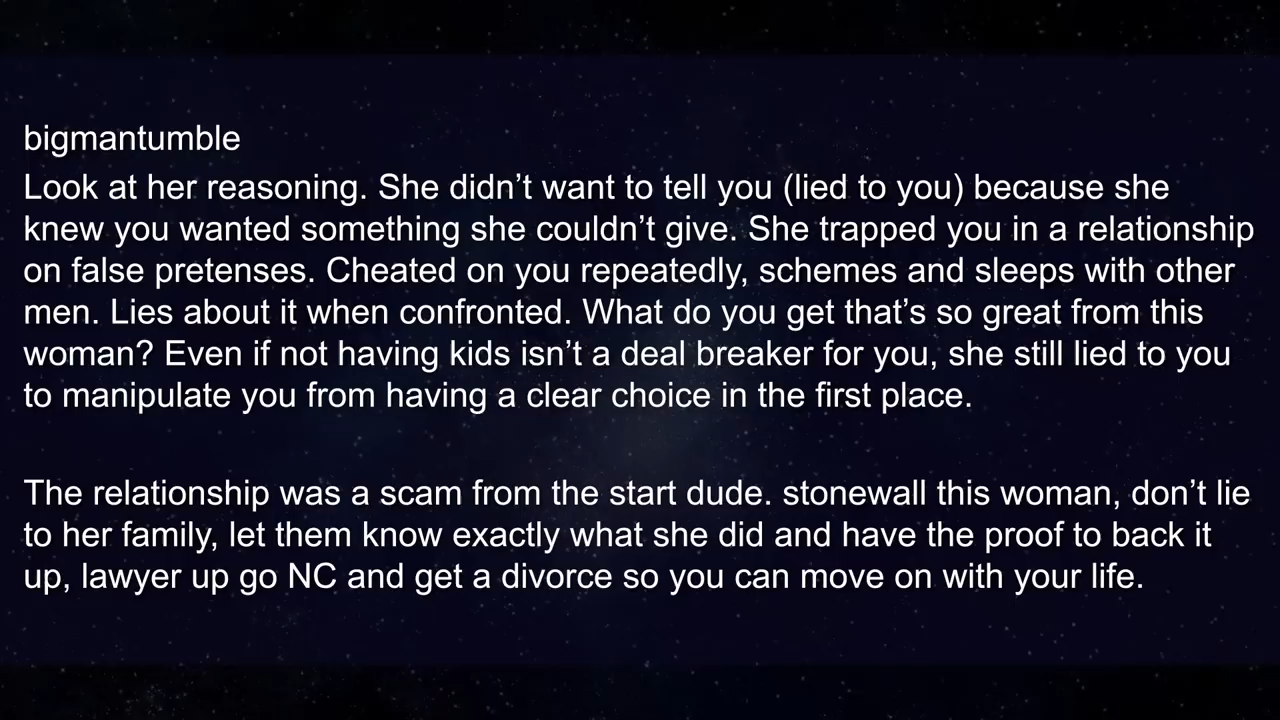 bigmantumble
Look at her reasoning. She didn’t want to tell you (lied to you) because she
knew you wanted something she couldn’t give. She trapped you in a relationship
on false pretenses. Cheated on you repeatedly, schemes and sleeps with other
men. Lies about it when confronted. What do you get that’s so great from this
woman? Even if not having kids isn’t a deal breaker for you, she still lied to you
to manipulate you from having a clear choice in the first place.
The relationship was a scam from the start dude. stonewall this woman, don’t lie
to her family, let them know exactly what she did and have the proof to back it
up, lawyer up go NC and get a divorce so you can move on with your life.